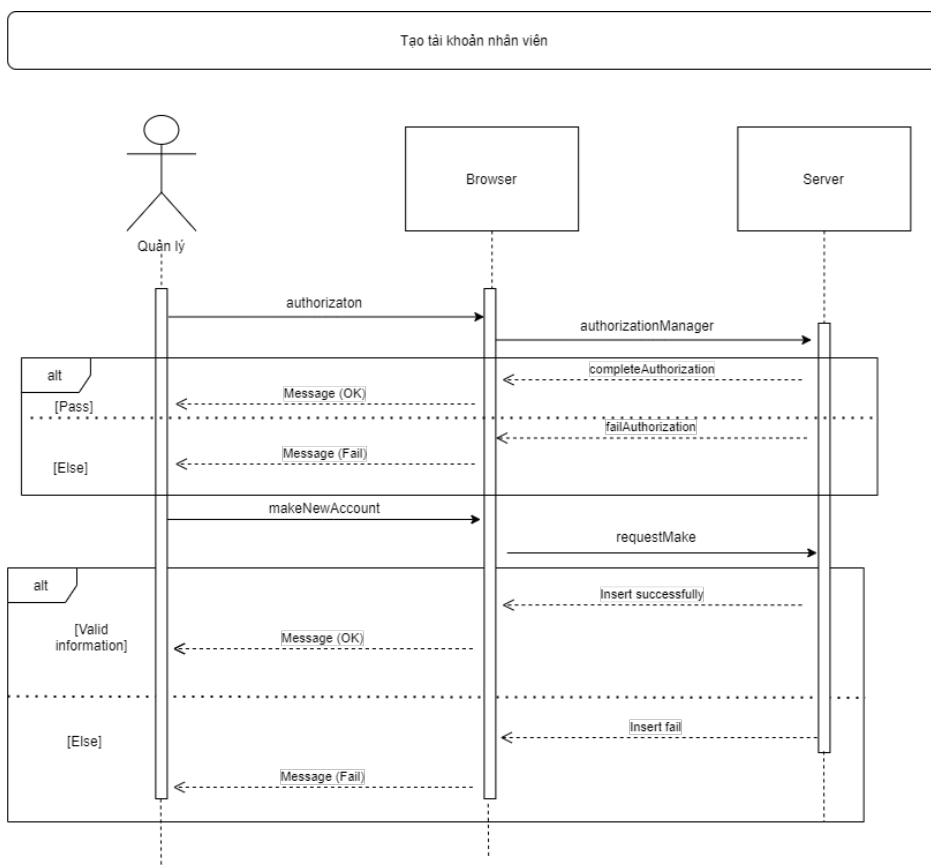 Tạo tài khoản nhân viên
Browser
Server
Quản lý
authorizaton
authorizationManager
alt
completeAuthorization
Message (OK)
[Pass]
failAuthorization
Message (Fail)
[Else]
makeNewAccount
requestMake
alt
Insert successfully
[Valid
information]
Message (OK)
Insert fail
[Else]
Message (Fail)